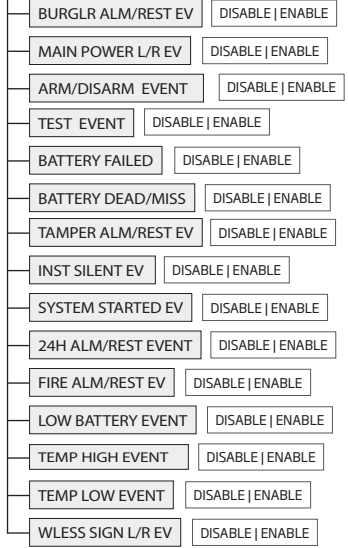 BURGLR ALM/REST EV DISABLE | ENABLE
MAIN POWER L/R EV DISABLE | ENABLE
ARM/DISARM EVENT DISABLE | ENABLE
TEST EVENT DISABLE | ENABLE
BATTERY FAILED DISABLE | ENABLE
BATTERY DEAD/MISS DISABLE | ENABLE
TAMPER ALM/REST EV DISABLE | ENABLE
INST SILENT EV DISABLE | ENABLE
SYSTEM STARTED EV DISABLE | ENABLE
24H ALM/REST EVENT DISABLE | ENABLE
FIRE ALM/REST EV DISABLE | ENABLE
LOW BATTERY EVENT DISABLE | ENABLE
TEMP HIGH EVENT DISABLE | ENABLE
TEMP LOW EVENT DISABLE | ENABLE
WLESS SIGN L/R EV DISABLE | ENABLE